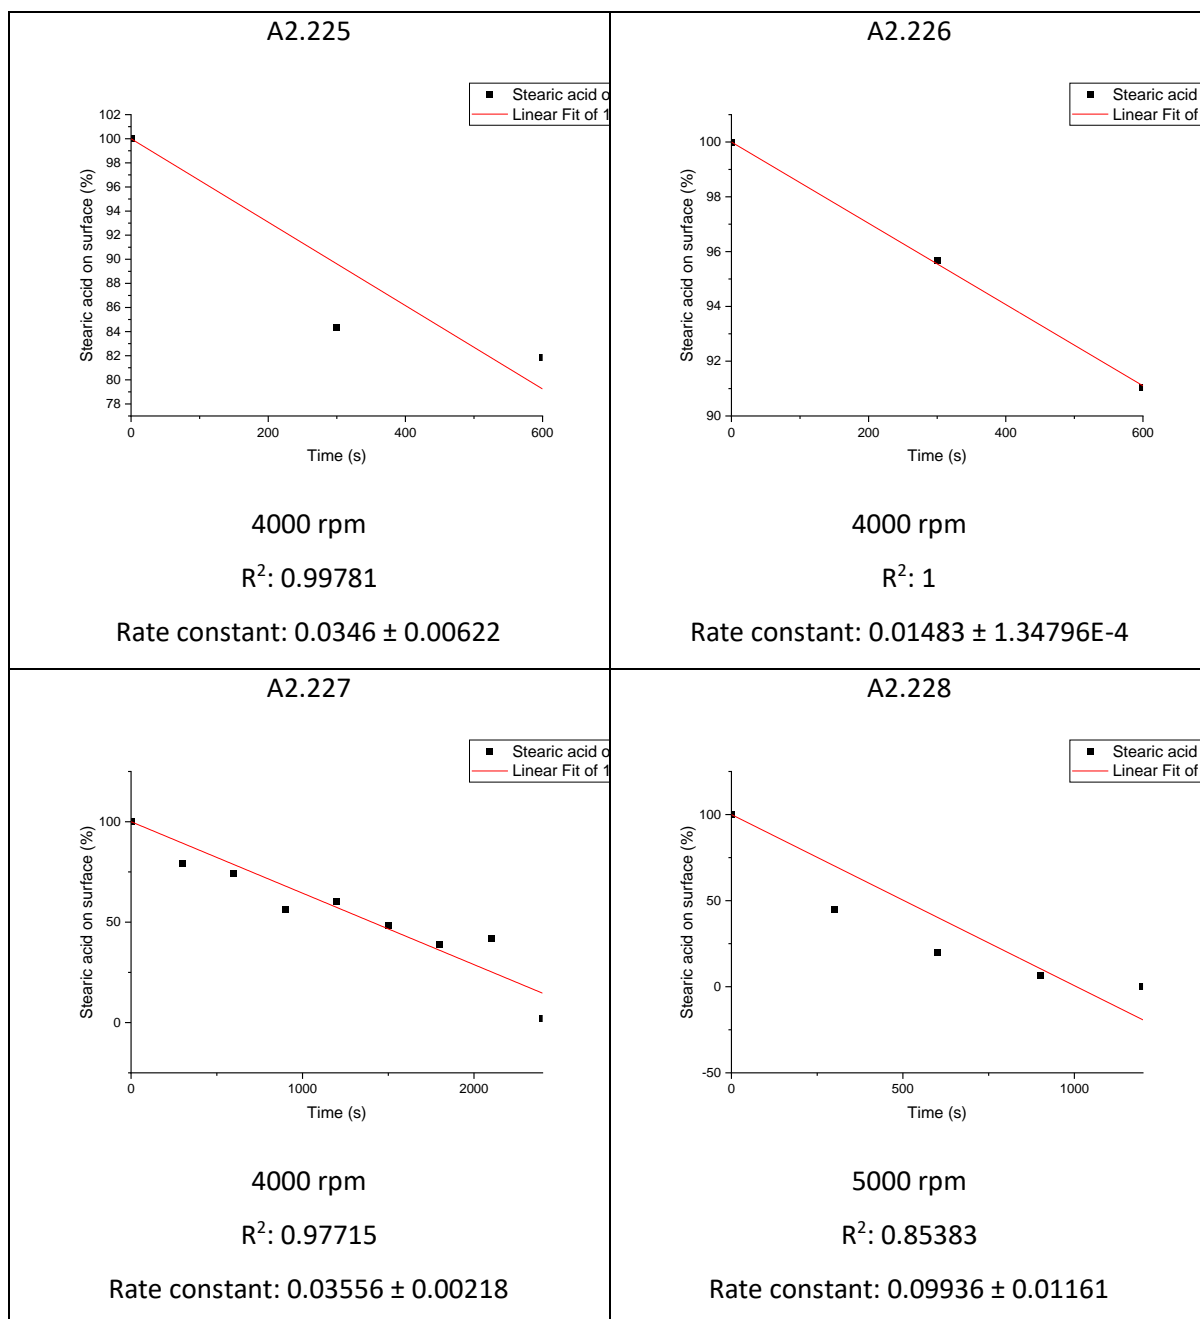 A2.225
Stearic acid o
Linear Fit of 1
102
100
98
96
94
92
90
88
86
84
82
80
78
Stearic acid on surface (%)
0
200
400
600
Time (s)
4000 rpm
R²: 0.99781
Rate constant: 0.0346 ± 0.00622
A2.226
Stearic acid
Linear Fit of
100
98
96
94
92
90
Stearic acid on surface (%)
0
200
400
600
Time (s)
4000 rpm
R²: 1
Rate constant: 0.01483 ± 1.34796E-4
A2.227
Stearic acid o
Linear Fit of 1
100
50
0
Stearic acid on surface (%)
0
1000
2000
Time (s)
4000 rpm
R²: 0.97715
Rate constant: 0.03556 ± 0.00218
A2.228
Stearic acid
Linear Fit of
100
50
0
-50
Stearic acid on surface (%)
0
500
1000
Time (s)
5000 rpm
R²: 0.85383
Rate constant: 0.09936 ± 0.01161